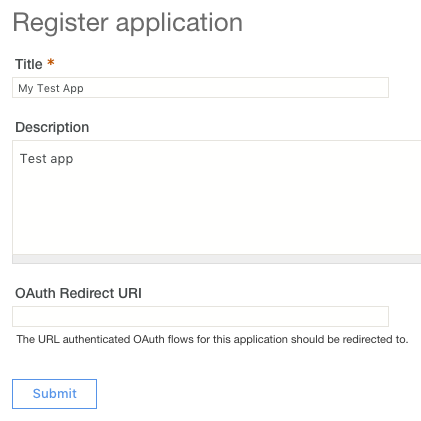 Register application
Title *
My Test App
Description
Test app
OAuth Redirect URI
The URL authenticated OAuth flows for this application should be redirected to.
Submit